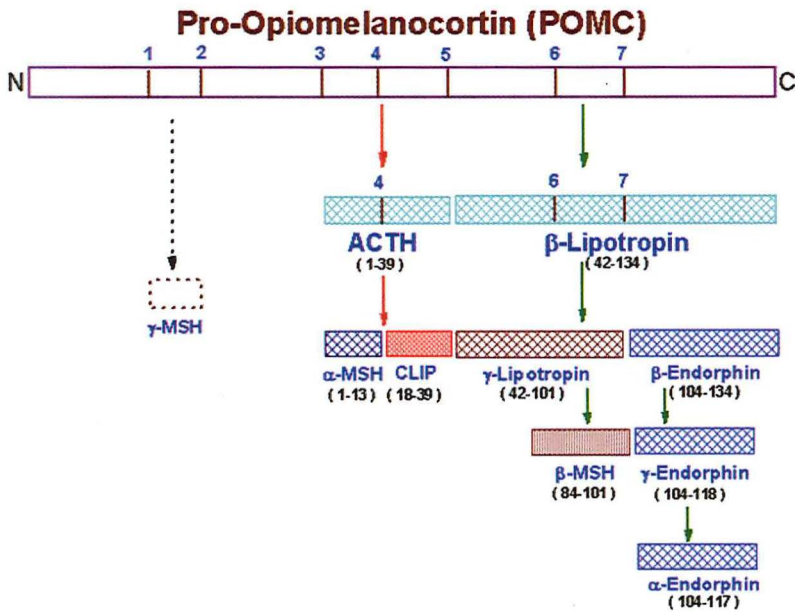 Pro-Opiomelanocortin (POMC)
1 2 3 4 5 6 7
N C
4 6 7
ACTH β-Lipotropin
(1-39) (42-134)
γ-MSH
α-MSH CLIP γ-Lipotropin β-Endorphin
(1-13) (18-39) (42-101) (104-134)
β-MSH γ-Endorphin
(84-101) (104-118)
α-Endorphin
(104-117)